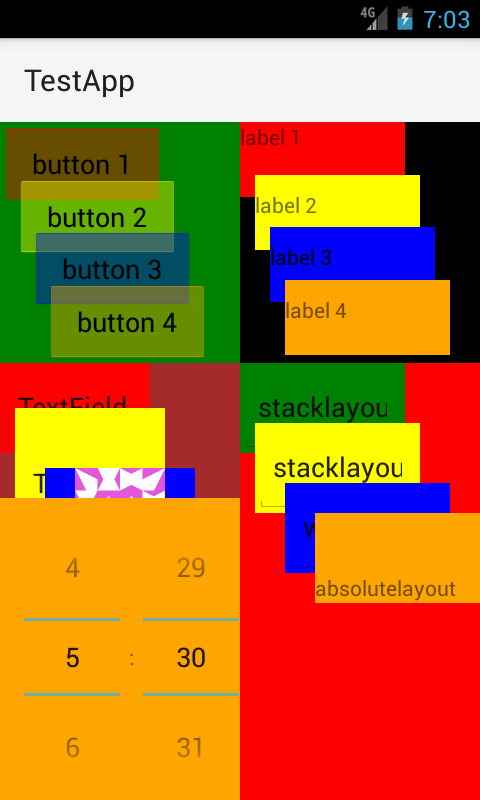 4G 7:03
TestApp
button 1
button 2
button 3
button 4
label 1
label 2
label 3
label 4
TextField
T
4 29
5 : 30
6 31
stacklayou
stacklayou
w
absolutelayout